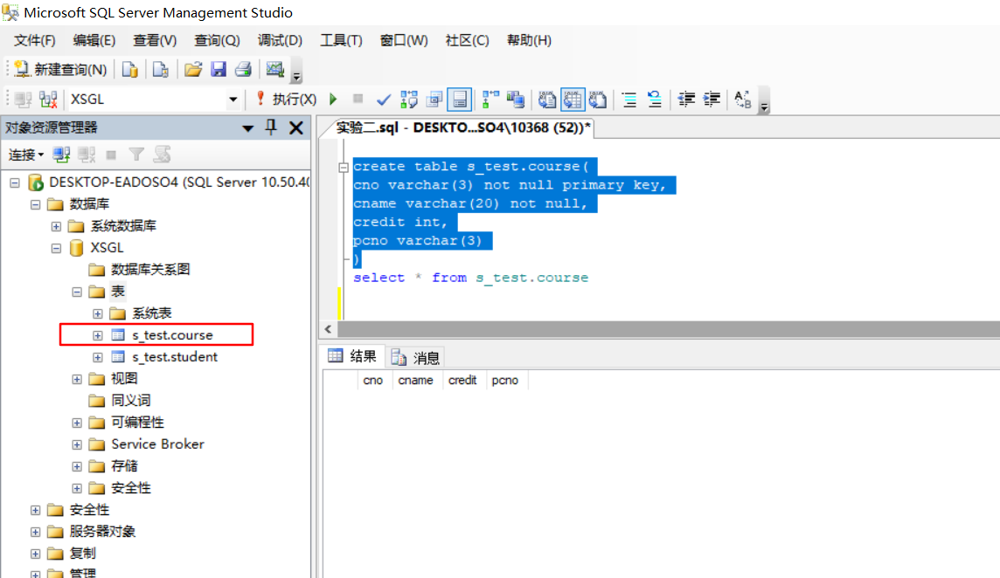 Microsoft SQL Server Management Studio
文件(F) 编辑(E) 查看(V) 查询(Q) 调试(D) 工具(T) 窗口(W) 社区(C) 帮助(H)
新建查询(N)
XSGL 执行(X)
对象资源管理器
实验二.sql - DESKTO...SO4\10368 (52))*
连接
DESKTOP-EADOSO4 (SQL Server 10.50.40
数据库
系统数据库
XSGL
数据库关系图
表
系统表
s_test.course
s_test.student
视图
同义词
可编程性
Service Broker
存储
安全性
安全性
服务器对象
复制
管理
create table s_test.course(
cno varchar(3) not null primary key,
cname varchar(20) not null,
credit int,
pcno varchar(3)
)
select * from s_test.course
结果 消息
cno cname credit pcno